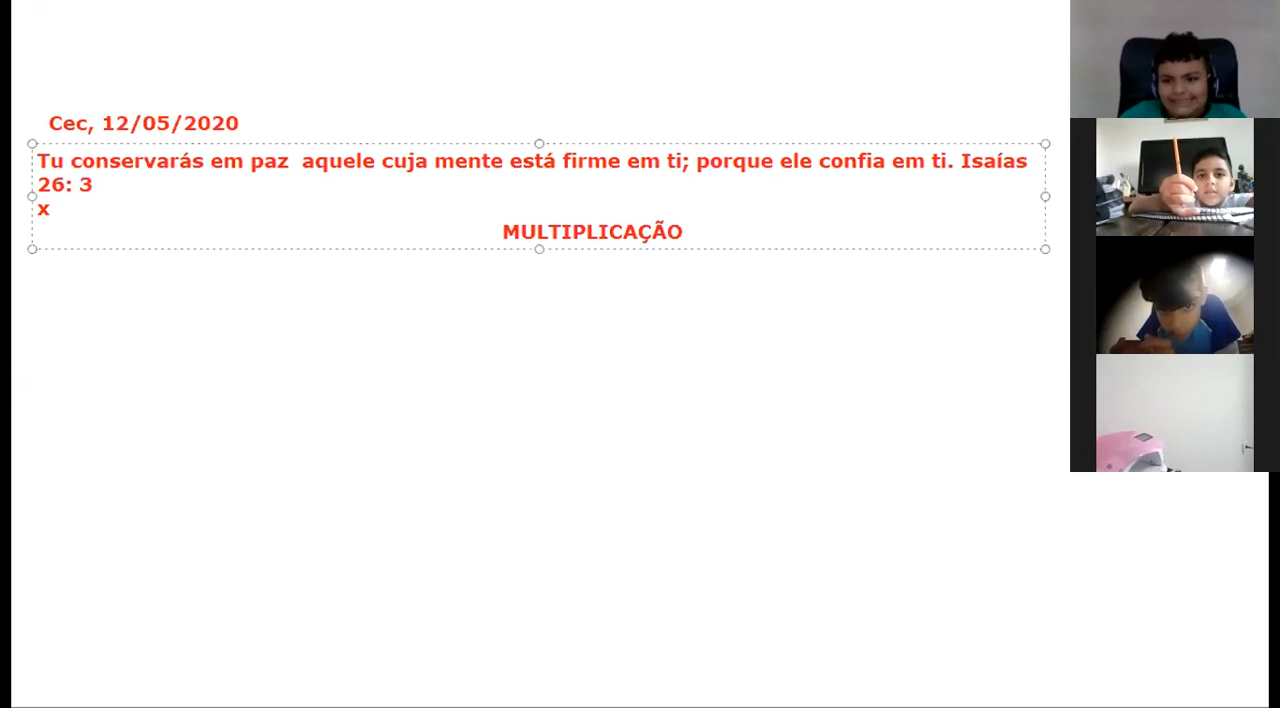 Cec, 12/05/2020
Tu conservarás em paz  aquele cuja mente está firme em ti; porque ele confia em ti. Isaías
26: 3
x
MULTIPLICAÇÃO